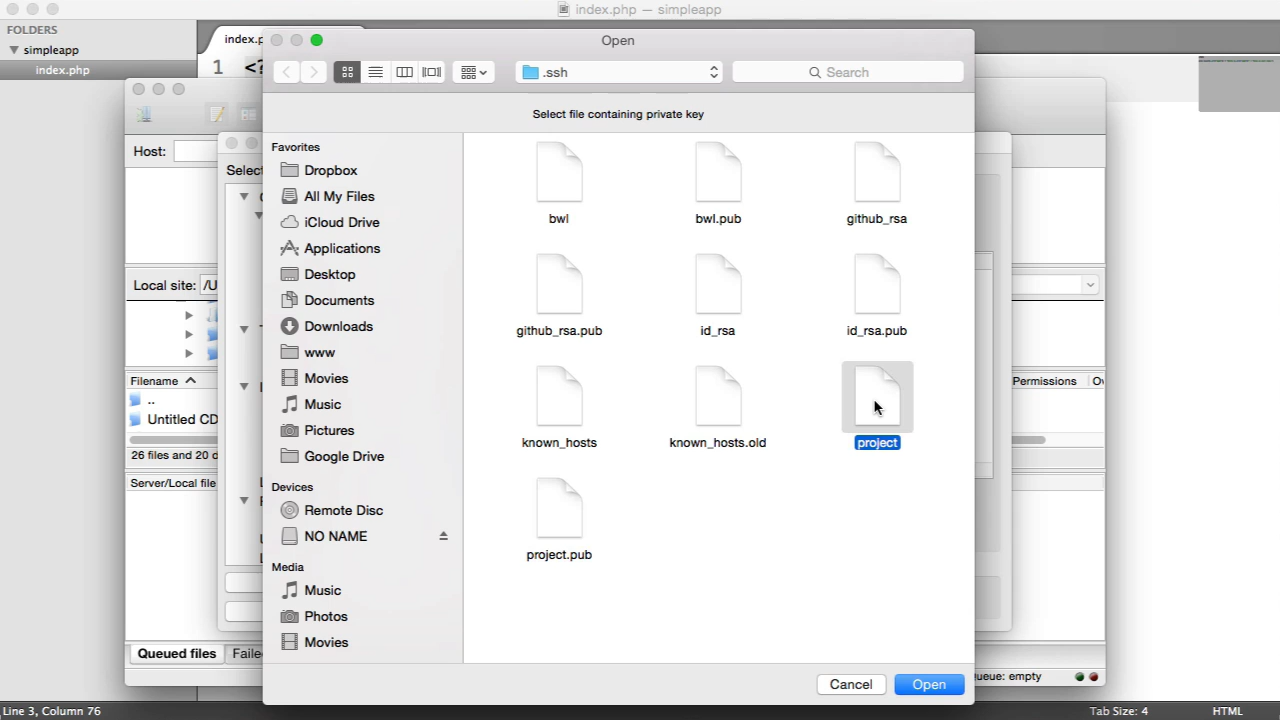 index.php — simpleapp
FOLDERS
simpleapp
index.php
index.p
1 <?
Open
.ssh
Search
Select file containing private key
Host:
Select
Local site: /U
Filename
..
Untitled CD
26 files and 20 d
Server/Local file
Queued files
Faile
Favorites
Dropbox
All My Files
iCloud Drive
Applications
Desktop
Documents
Downloads
www
Movies
Music
Pictures
Google Drive
Devices
Remote Disc
NO NAME
Media
Music
Photos
Movies
bwl
bwl.pub
github_rsa
github_rsa.pub
id_rsa
id_rsa.pub
known_hosts
known_hosts.old
project
project.pub
Cancel
Open
Permissions
Ov
ueue: empty
Line 3, Column 76
Tab Size: 4
HTML